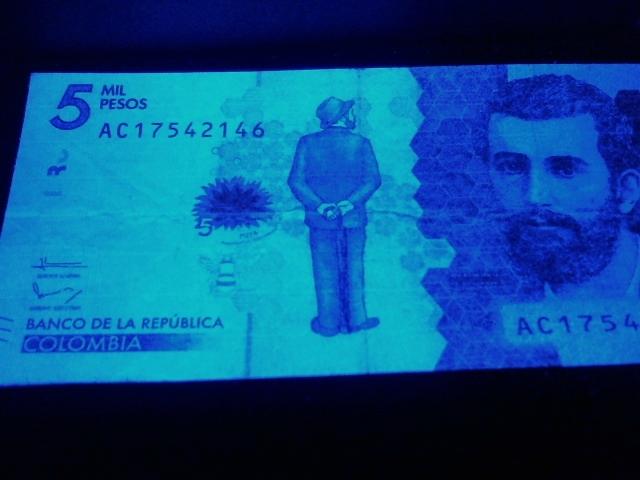 5 MIL
PESOS
AC17542146
5
BANCO DE LA REPÚBLICA
COLOMBIA
AC1754